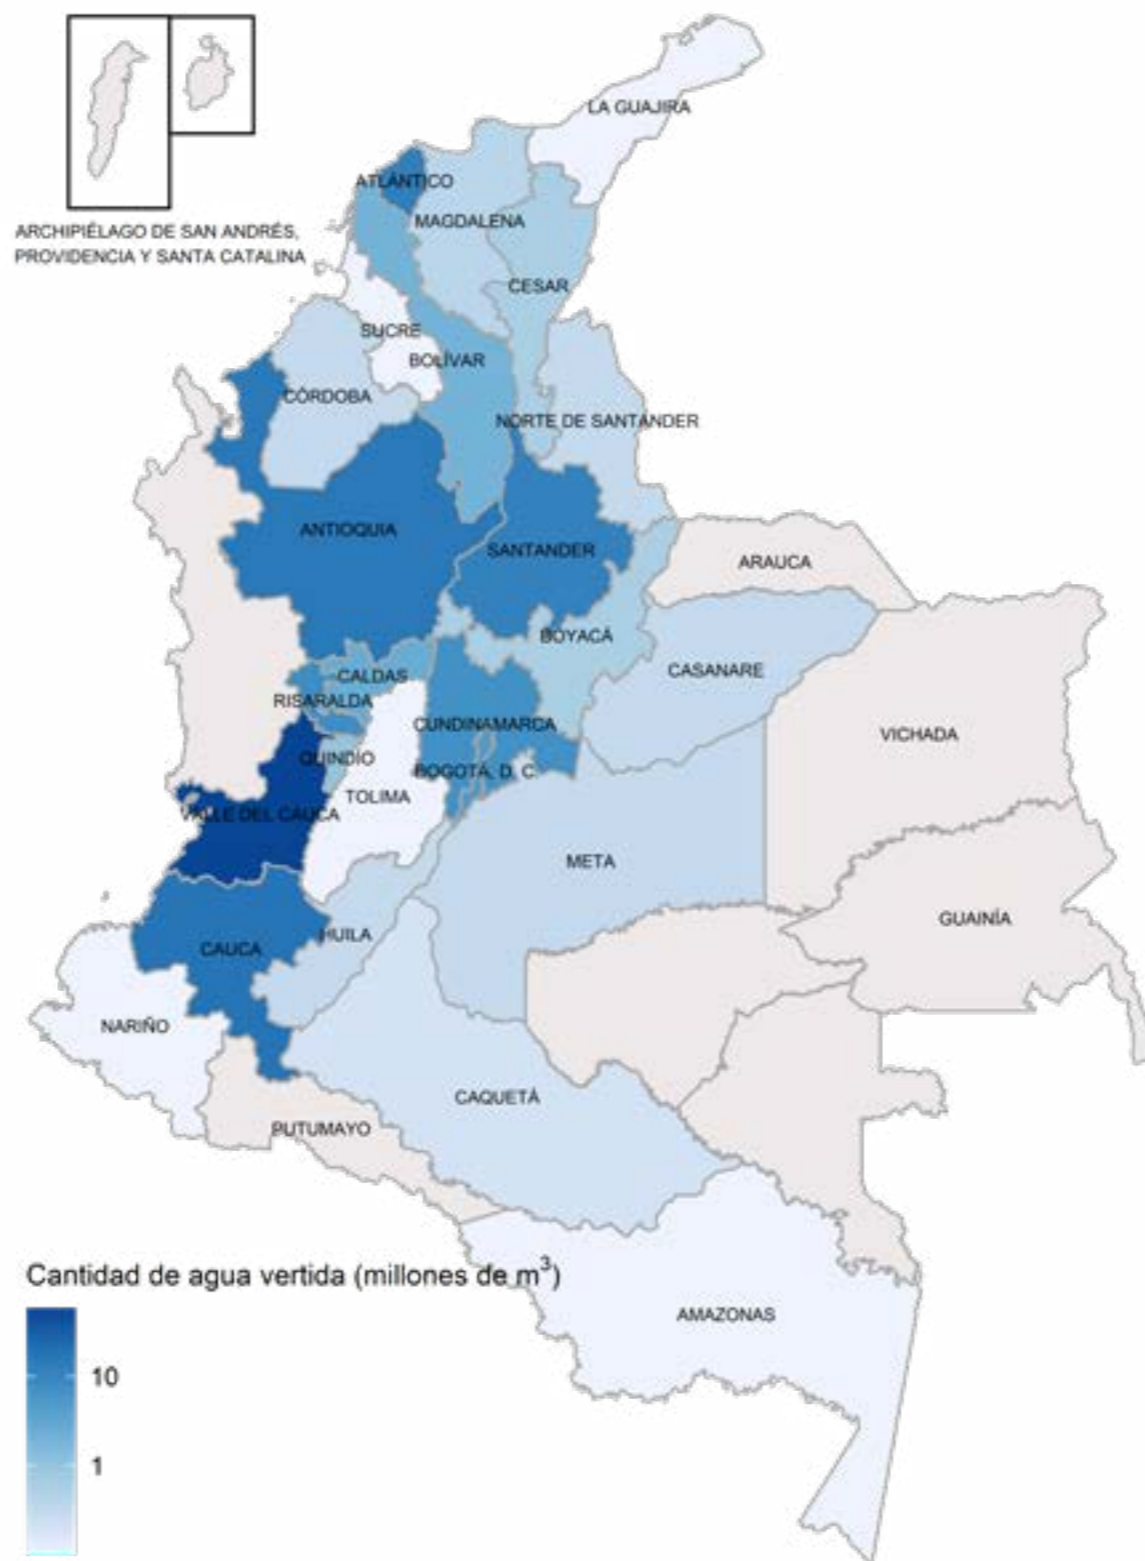 LA GUAJIRA
ATLÁNTICO
MAGDALENA
ARCHIPIÉLAGO DE SAN ANDRÉS,
PROVIDENCIA Y SANTA CATALINA
CESAR
SUCRE
BOLÍVAR
CÓRDOBA
NORTE DE SANTANDER
ANTIOQUIA
SANTANDER
ARAUCA
BOYACÁ
CASANARE
CALDAS
RISARALDA
CUNDINAMARCA
VICHADA
QUINDÍO
BOGOTÁ, D. C.
TOLIMA
VALLE DEL CAUCA
META
GUAINÍA
HUILA
CAUCA
NARIÑO
CAQUETÁ
PUTUMAYO
Cantidad de agua vertida (millones de m³)
AMAZONAS
10
1